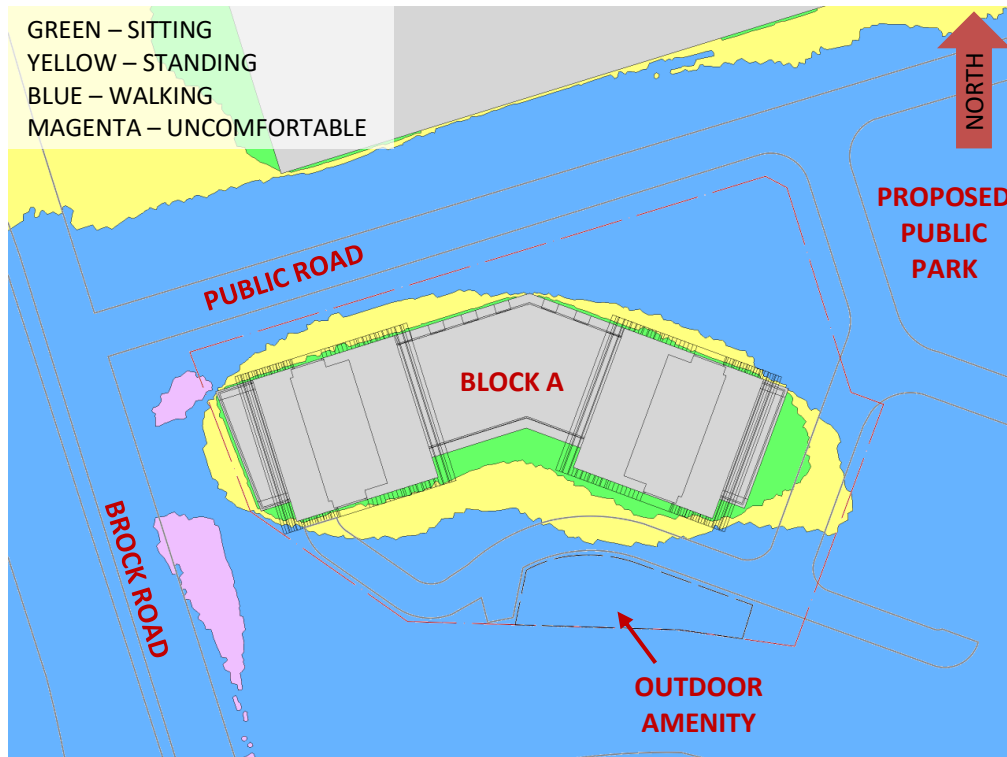 GREEN – SITTING
YELLOW – STANDING
BLUE – WALKING
MAGENTA – UNCOMFORTABLE
NORTH
PROPOSED
PUBLIC
PARK
PUBLIC ROAD
BLOCK A
BROCK ROAD
OUTDOOR
AMENITY